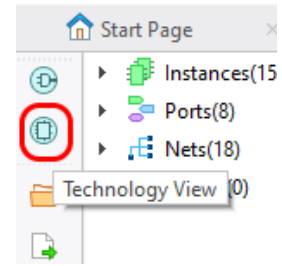 Start Page
Instances(15
Ports(8)
Nets(18)
Technology View
(0)